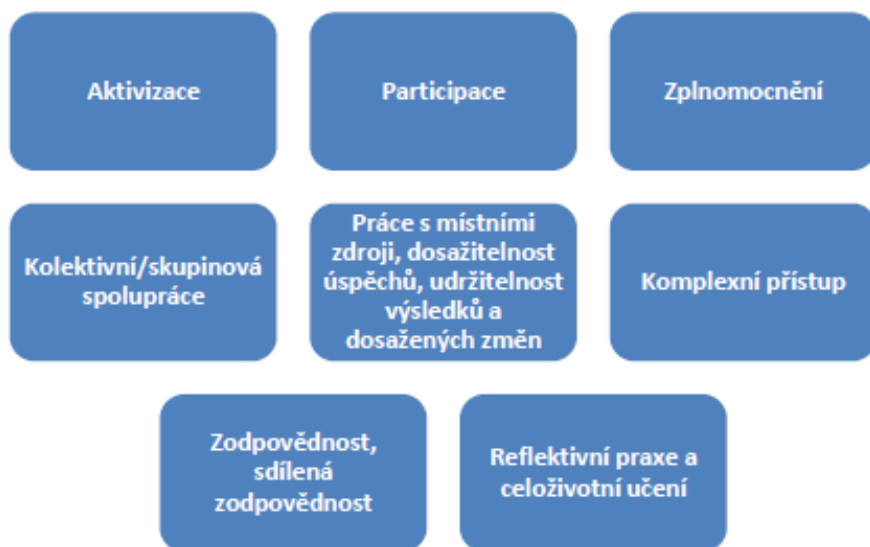 Aktivizace
Participace
Zplnomocnění
Kolektivní/skupinová
spolupráce
Práce s místními
zdroji, dosažitelnost
úspěchů, udržitelnost
výsledků a
dosažených změn
Komplexní přístup
Zodpovědnost,
sdílená
zodpovědnost
Reflektivní praxe a
celoživotní učení